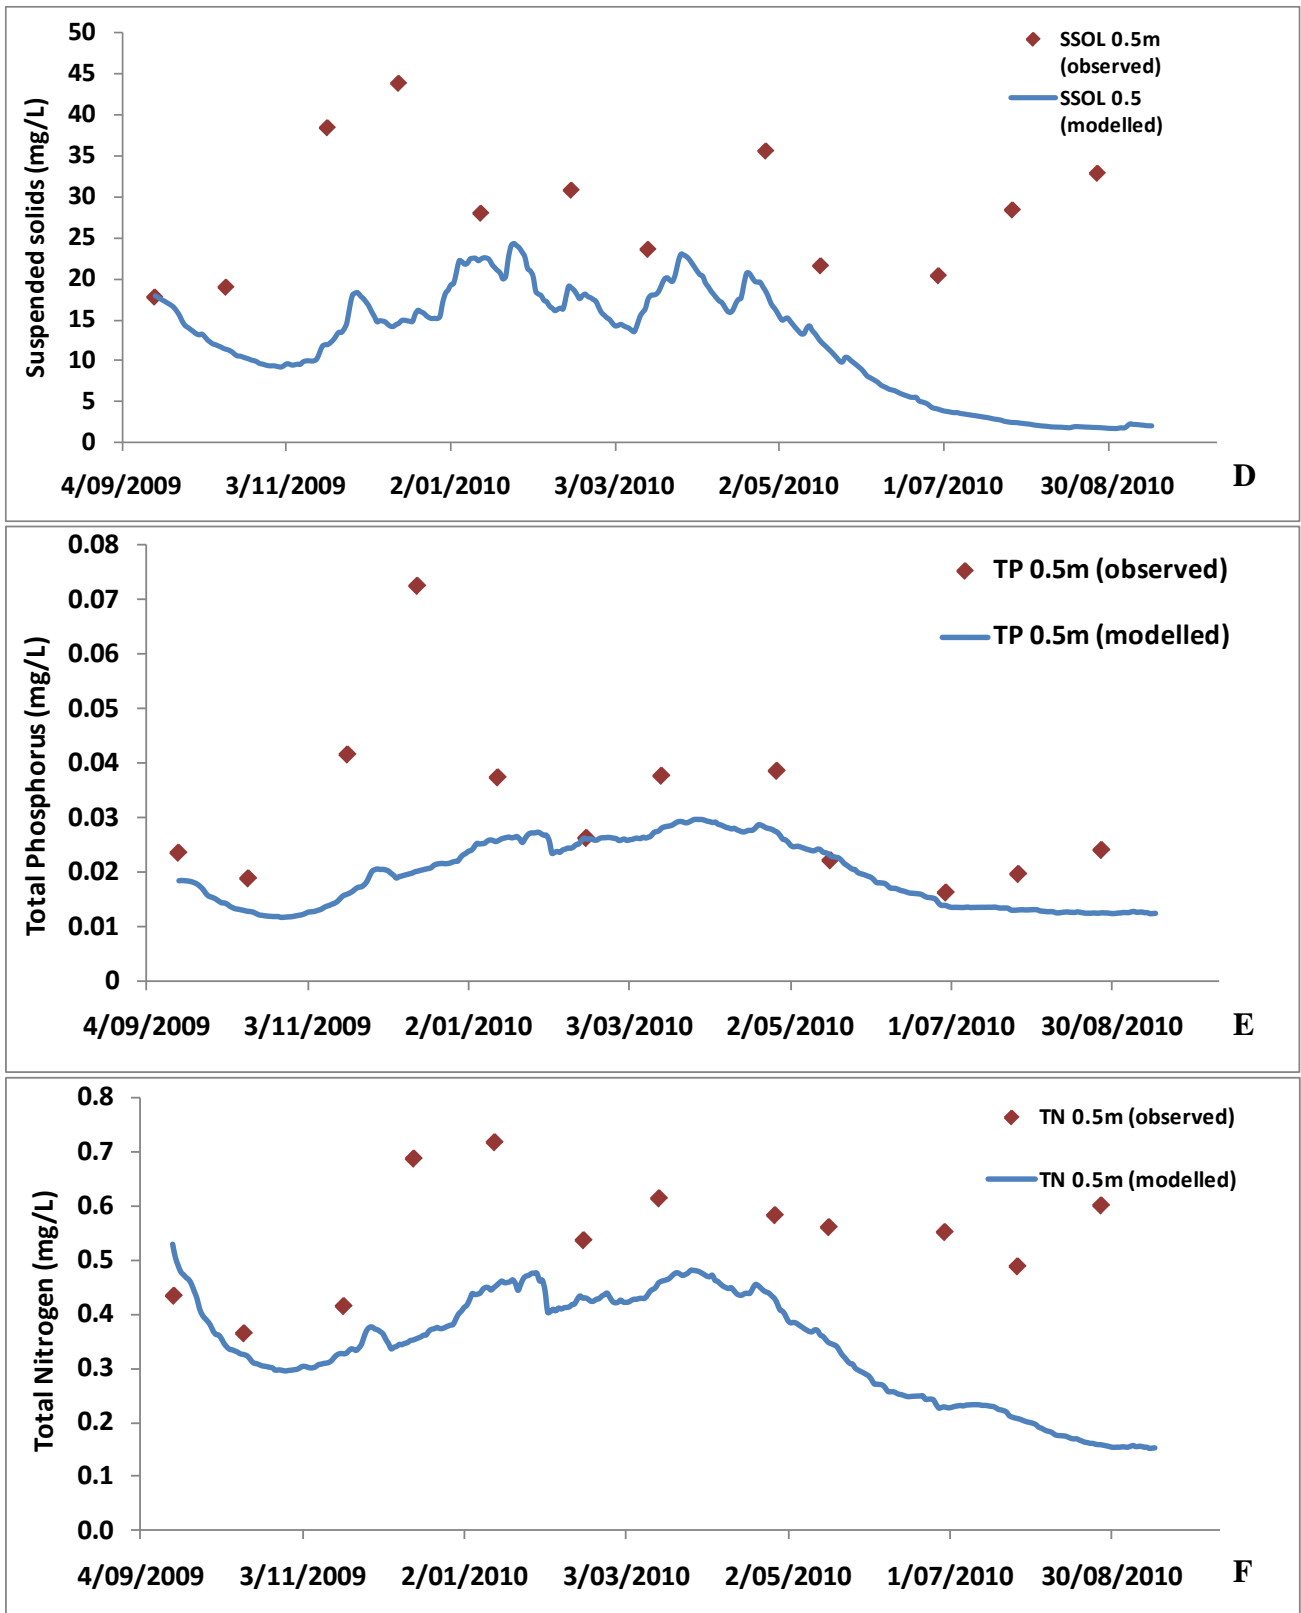 50
45
40
35
30
25
20
15
10
5
0
Suspended solids (mg/L)
SSOL 0.5m
(observed)
SSOL 0.5
(modelled)
4/09/2009 3/11/2009 2/01/2010 3/03/2010 2/05/2010 1/07/2010 30/08/2010 D
0.08
0.07
0.06
0.05
0.04
0.03
0.02
0.01
0
Total Phosphorus (mg/L)
TP 0.5m (observed)
TP 0.5m (modelled)
4/09/2009 3/11/2009 2/01/2010 3/03/2010 2/05/2010 1/07/2010 30/08/2010 E
0.8
0.7
0.6
0.5
0.4
0.3
0.2
0.1
0.0
Total Nitrogen (mg/L)
TN 0.5m (observed)
TN 0.5m (modelled)
4/09/2009 3/11/2009 2/01/2010 3/03/2010 2/05/2010 1/07/2010 30/08/2010 F